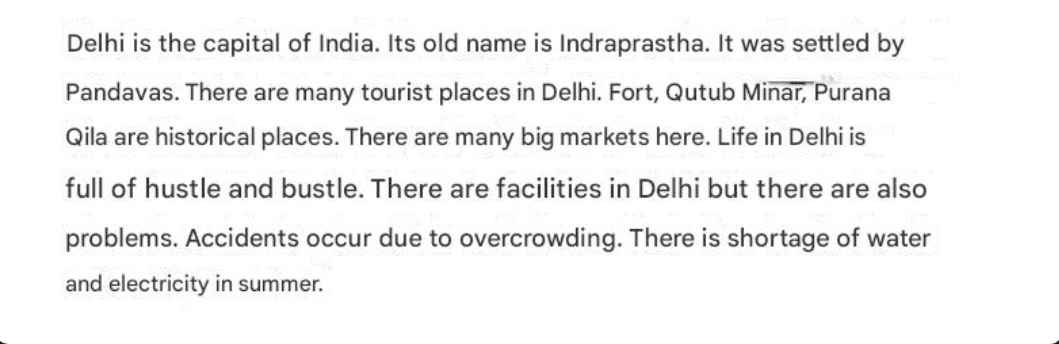 Delhi is the capital of India. Its old name is Indraprastha. It was settled by
Pandavas. There are many tourist places in Delhi. Fort, Qutub Minar, Purana
Qila are historical places. There are many big markets here. Life in Delhi is
full of hustle and bustle. There are facilities in Delhi but there are also
problems. Accidents occur due to overcrowding. There is shortage of water
and electricity in summer.